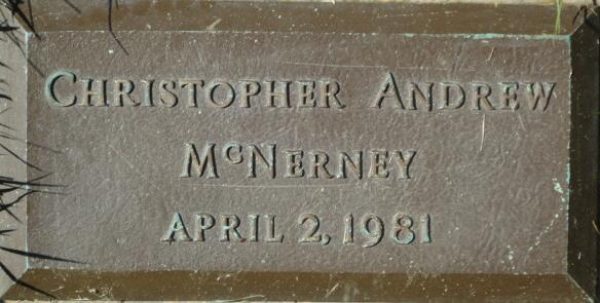 Christopher Andrew
McNerney
April 2, 1981